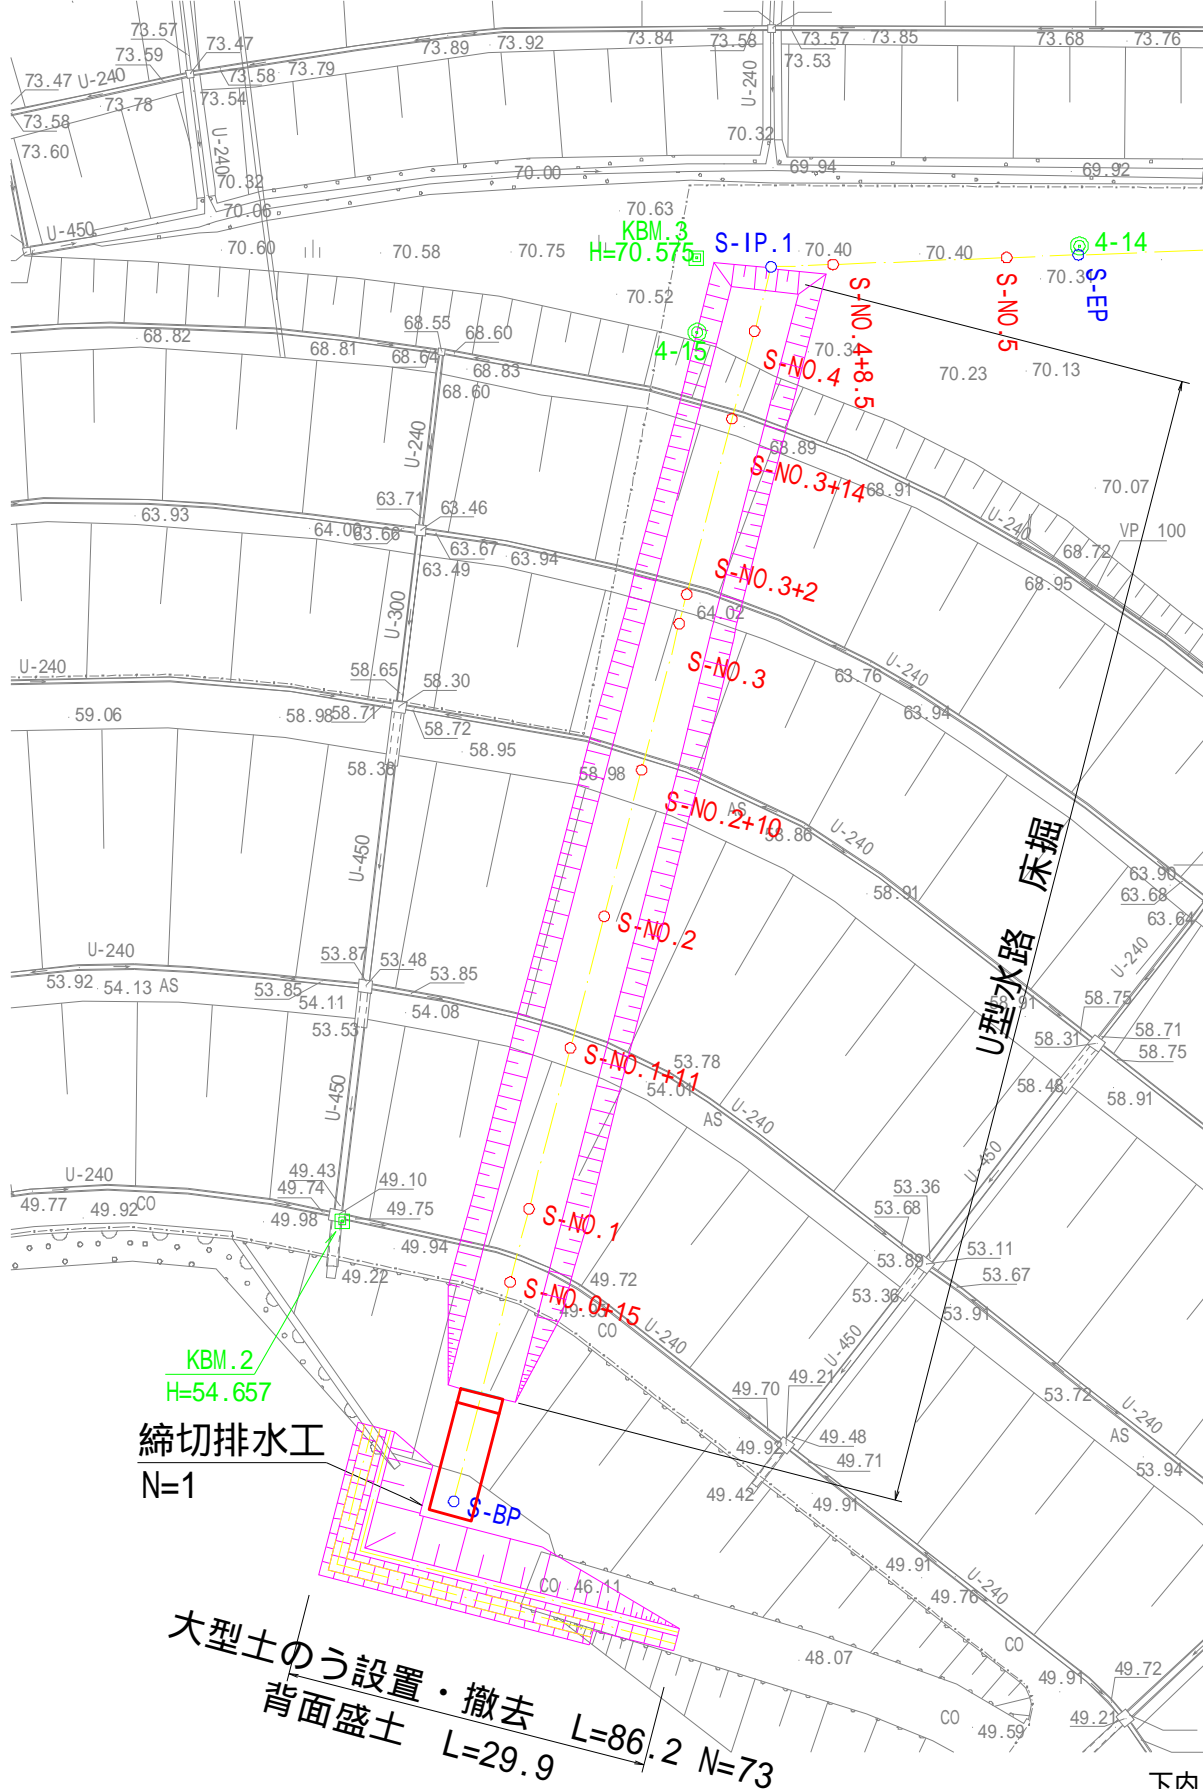 73.57
73.59
73.47
73.89
73.92
73.84
73.58
73.57
73.85
73.68
73.76
73.47
U-240
73.58
73.79
73.53
U-240
73.78
73.54
73.58
73.60
U-240
70.32
69.94
69.92
70.00
70.32
70.06
U-450
70.63
KBM.3
H=70.575
S-IP.1
70.60
70.58
70.75
70.40
70.40
4-14
S-EP
70.52
S-NO.4+8.5
S-NO.5
4-15
S-NO.4
70.23
70.13
68.82
68.81
68.55
68.60
68.64
68.83
68.60
U-240
68.89
S-NO.3+14
68.91
70.07
U-240
VP 100
68.72
68.95
63.93
63.71
63.46
64.00
63.66
63.67
63.94
63.49
S-NO.3+2
64.02
U-300
S-NO.3
63.76
U-240
63.94
U-240
58.65
58.30
59.06
58.98
58.71
58.72
58.95
58.38
58.98
S-NO.2+10
AS
58.86
U-240
58.91
床掘
U型水路
63.90
63.68
63.64
U-450
S-NO.2
U-240
53.87
53.48
53.85
53.92
54.13 AS
53.85
54.11
54.08
53.53
58.91
58.75
58.71
58.31
58.75
58.48
58.91
U-240
S-NO.1+11
53.78
54.01
AS
U-240
U-450
U-450
U-240
49.43
49.74
49.10
49.75
49.77
49.92
CO
49.98
49.94
49.22
S-NO.1
53.36
53.68
53.89
53.11
53.67
53.36
53.91
49.72
S-NO.0+15
CO
U-240
U-450
KBM.2
H=54.657
49.70
49.21
49.48
49.92
49.71
49.42
49.91
53.72
U-240
AS
53.94
締切排水工
N=1
S-BP
CO
46.11
49.91
49.76
U-240
CO
48.07
49.91
49.72
CO
49.59
49.21
大型土のう設置・撤去 L=86.2 N=73
背面盛土 L=29.9